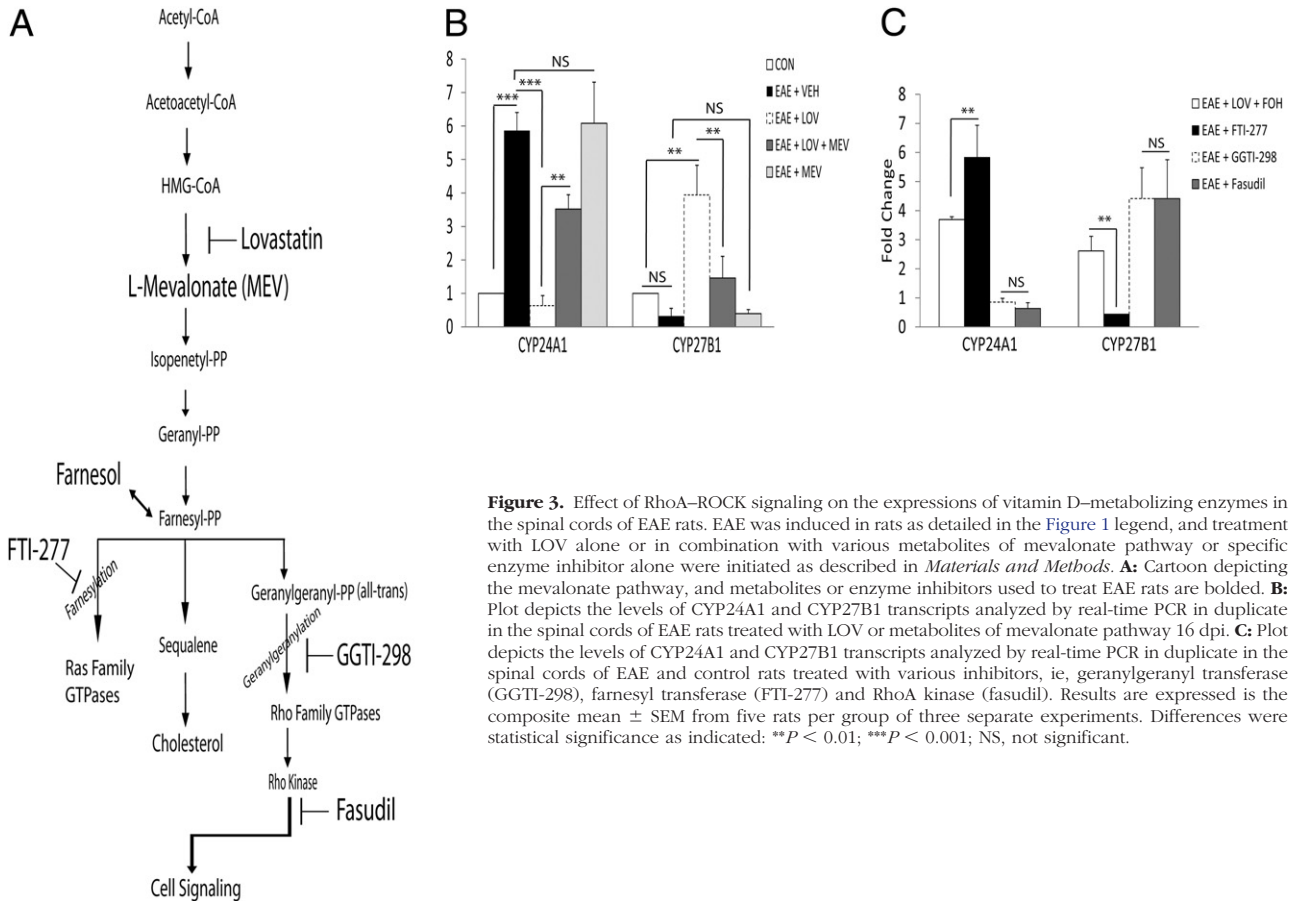 A
Acetyl-CoA
Acetoacetyl-CoA
HMG-CoA
Lovastatin
L-Mevalonate (MEV)
Isopenetyl-PP
Geranyl-PP
Farnesol
Farnesyl-PP
FTI-277
Farnesylation
Geranylgeranyl-PP (all-trans)
Geranylgeranylation
GGTI-298
Sequalene
Ras Family
GTPases
Rho Family GTPases
Cholesterol
Rho Kinase
Fasudil
Cell Signaling
B
8
7
6
5
4
3
2
1
0
***
***
NS
**
NS
**
**
NS
CYP24A1
CYP27B1
CON
EAE + VEH
EAE + LOV
EAE + LOV + MEV
EAE + MEV
C
Fold Change
8
7
6
5
4
3
2
1
0
**
NS
**
NS
CYP24A1
CYP27B1
EAE + LOV + FOH
EAE + FTI-277
EAE + GGTI-298
EAE + Fasudil
Figure 3. Effect of RhoA–ROCK signaling on the expressions of vitamin D–metabolizing enzymes in
the spinal cords of EAE rats. EAE was induced in rats as detailed in the Figure 1 legend, and treatment
with LOV alone or in combination with various metabolites of mevalonate pathway or specific
enzyme inhibitor alone were initiated as described in Materials and Methods. A: Cartoon depicting
the mevalonate pathway, and metabolites or enzyme inhibitors used to treat EAE rats are bolded. B:
Plot depicts the levels of CYP24A1 and CYP27B1 transcripts analyzed by real-time PCR in duplicate
in the spinal cords of EAE rats treated with LOV or metabolites of mevalonate pathway 16 dpi. C: Plot
depicts the levels of CYP24A1 and CYP27B1 transcripts analyzed by real-time PCR in duplicate in the
spinal cords of EAE and control rats treated with various inhibitors, ie, geranylgeranyl transferase
(GGTI-298), farnesyl transferase (FTI-277) and RhoA kinase (fasudil). Results are expressed is the
composite mean ± SEM from five rats per group of three separate experiments. Differences were
statistical significance as indicated: **P < 0.01; ***P < 0.001; NS, not significant.